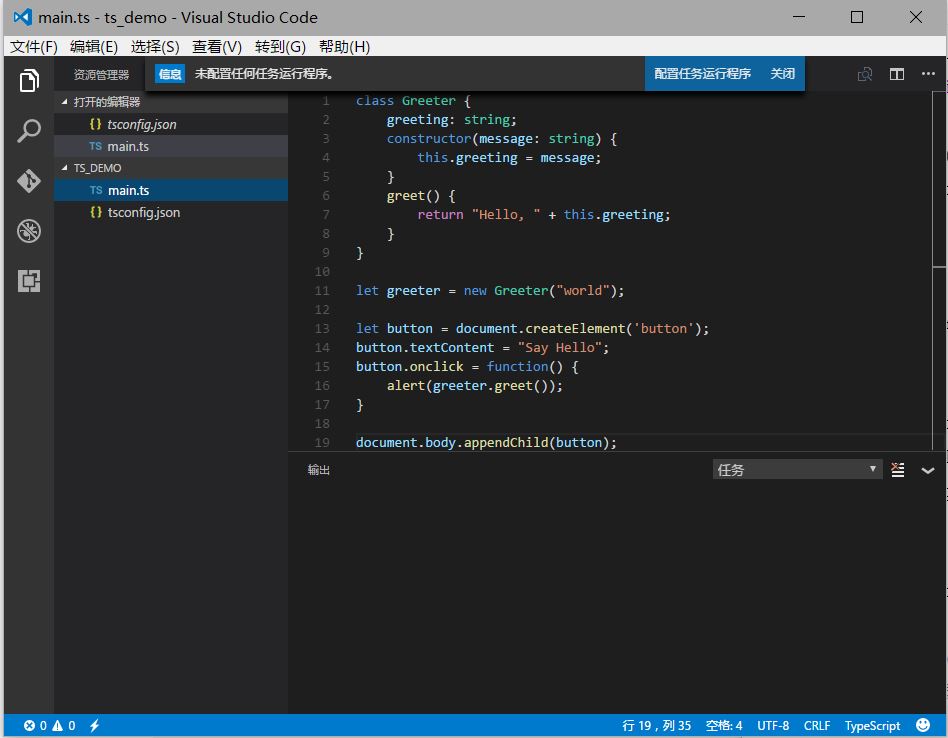 main.ts - ts_demo - Visual Studio Code
文件(F) 编辑(E) 选择(S) 查看(V) 转到(G) 帮助(H)
资源管理器
信息 未配置任何任务运行程序。 配置任务运行程序 关闭
打开的编辑器
{} tsconfig.json
TS main.ts
TS_DEMO
TS main.ts
{} tsconfig.json
1 class Greeter {
2     greeting: string;
3     constructor(message: string) {
4         this.greeting = message;
5     }
6     greet() {
7         return "Hello, " + this.greeting;
8     }
9 }
10
11 let greeter = new Greeter("world");
12
13 let button = document.createElement('button');
14 button.textContent = "Say Hello";
15 button.onclick = function() {
16     alert(greeter.greet());
17 }
18
19 document.body.appendChild(button);
输出 任务
0 0 行 19，列 35 空格: 4 UTF-8 CRLF TypeScript